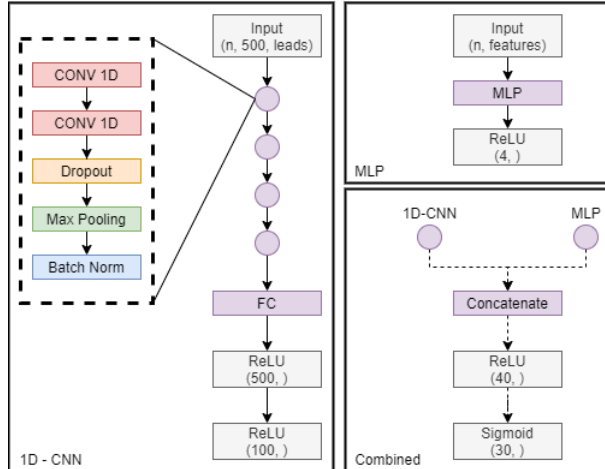 Input
(n, 500, leads)
CONV 1D
CONV 1D
Dropout
Max Pooling
Batch Norm
FC
ReLU
(500, )
ReLU
(100, )
1D - CNN
Input
(n, features)
MLP
ReLU
(4, )
MLP
1D-CNN
MLP
Concatenate
ReLU
(40, )
Sigmoid
(30, )
Combined